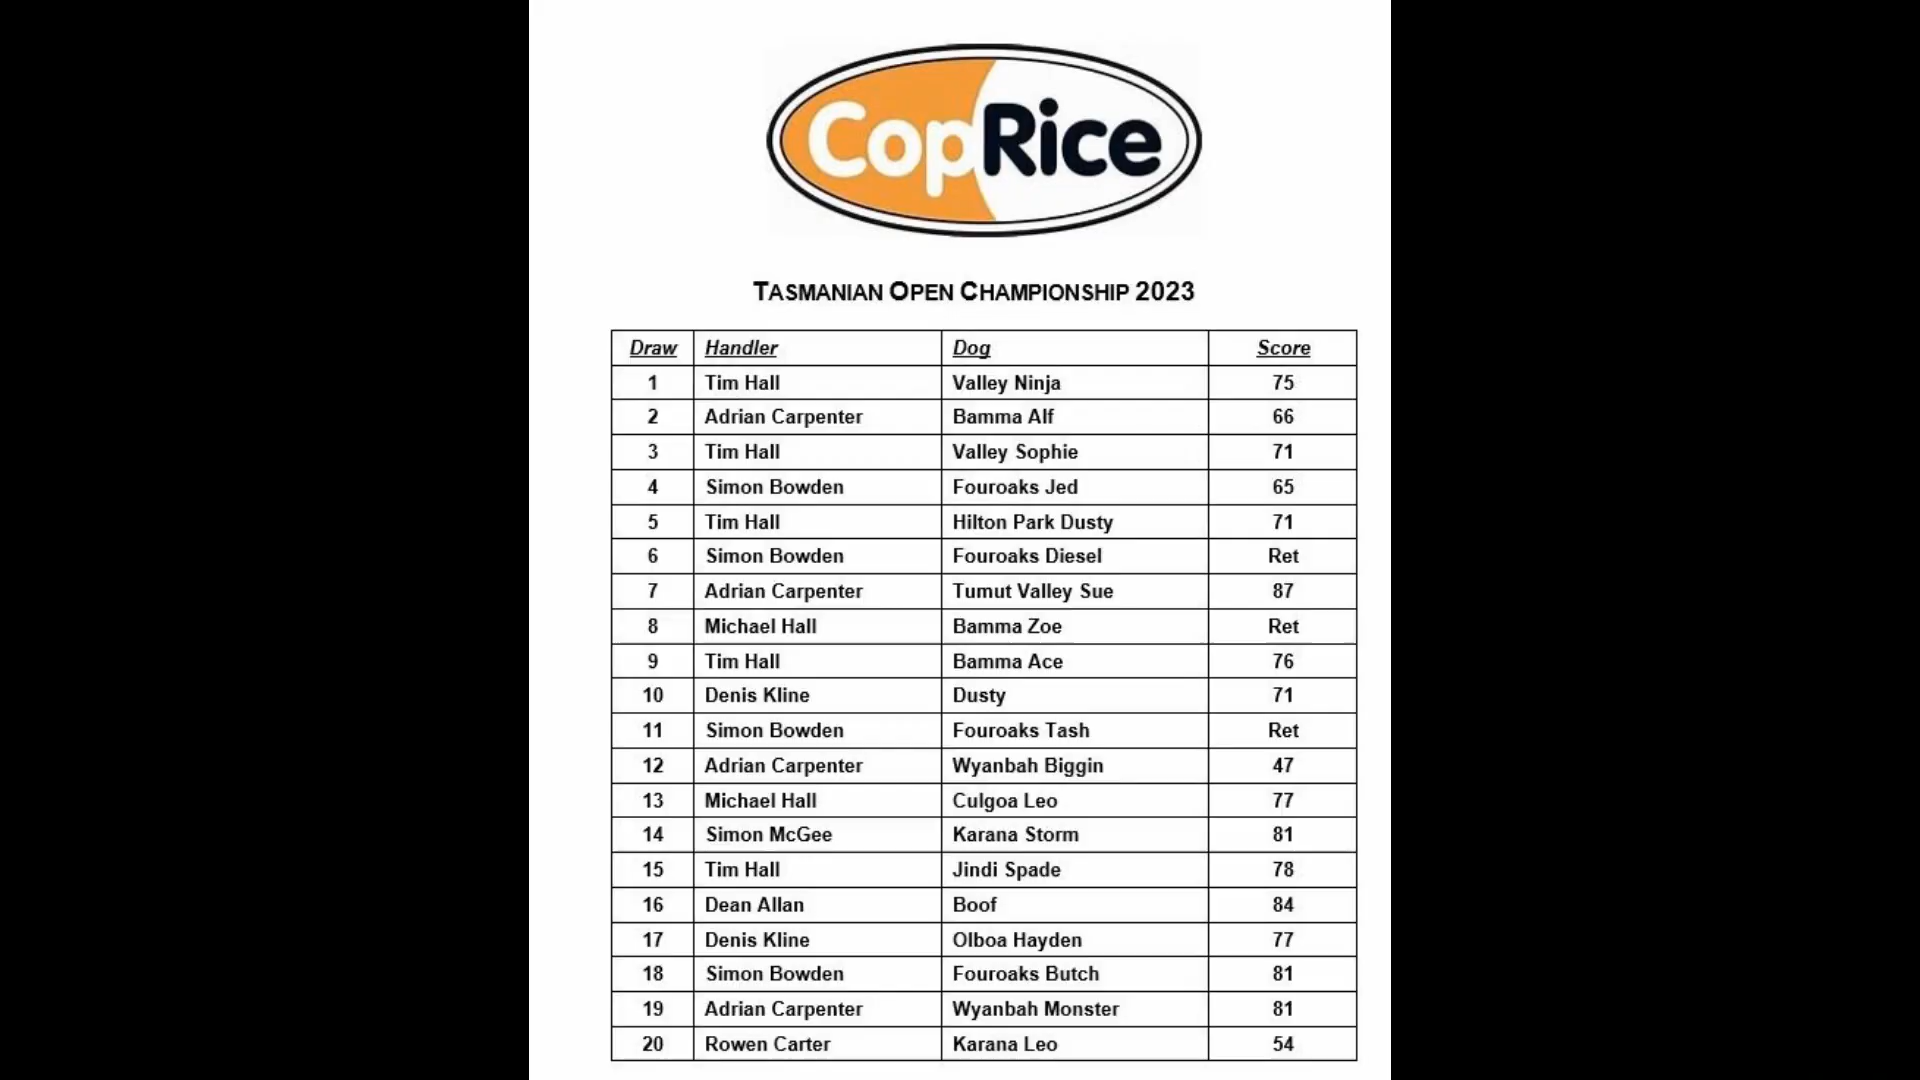 CopRice
TASMANIAN OPEN CHAMPIONSHIP 2023
Draw Handler Dog Score
1 Tim Hall Valley Ninja 75
2 Adrian Carpenter Bamma Alf 66
3 Tim Hall Valley Sophie 71
4 Simon Bowden Fouroaks Jed 65
5 Tim Hall Hilton Park Dusty 71
6 Simon Bowden Fouroaks Diesel Ret
7 Adrian Carpenter Tumut Valley Sue 87
8 Michael Hall Bamma Zoe Ret
9 Tim Hall Bamma Ace 76
10 Denis Kline Dusty 71
11 Simon Bowden Fouroaks Tash Ret
12 Adrian Carpenter Wyanbah Biggin 47
13 Michael Hall Culgoa Leo 77
14 Simon McGee Karana Storm 81
15 Tim Hall Jindi Spade 78
16 Dean Allan Boof 84
17 Denis Kline Olboa Hayden 77
18 Simon Bowden Fouroaks Butch 81
19 Adrian Carpenter Wyanbah Monster 81
20 Rowen Carter Karana Leo 54